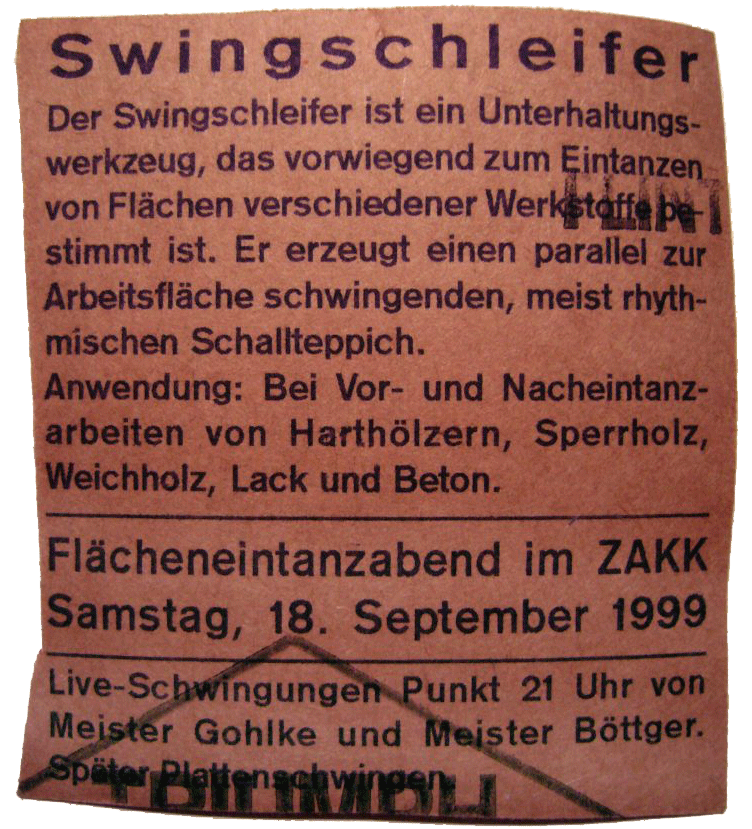 Swingschleifer
Der Swingschleifer ist ein Unterhaltungs-
werkzeug, das vorwiegend zum Eintanzen
von Flächen verschiedener Werkstoffe be-
stimmt ist. Er erzeugt einen parallel zur
Arbeitsfläche schwingenden, meist rhyth-
mischen Schallteppich.
Anwendung: Bei Vor- und Nacheintanz-
arbeiten von Harthölzern, Sperrholz,
Weichholz, Lack und Beton.
Flächeneintanzabend im ZAKK
Samstag, 18. September 1999
Live-Schwingungen Punkt 21 Uhr von
Meister Gohlke und Meister Böttger.
Später Plattenschwingen.
FLINT
TRIUMPH